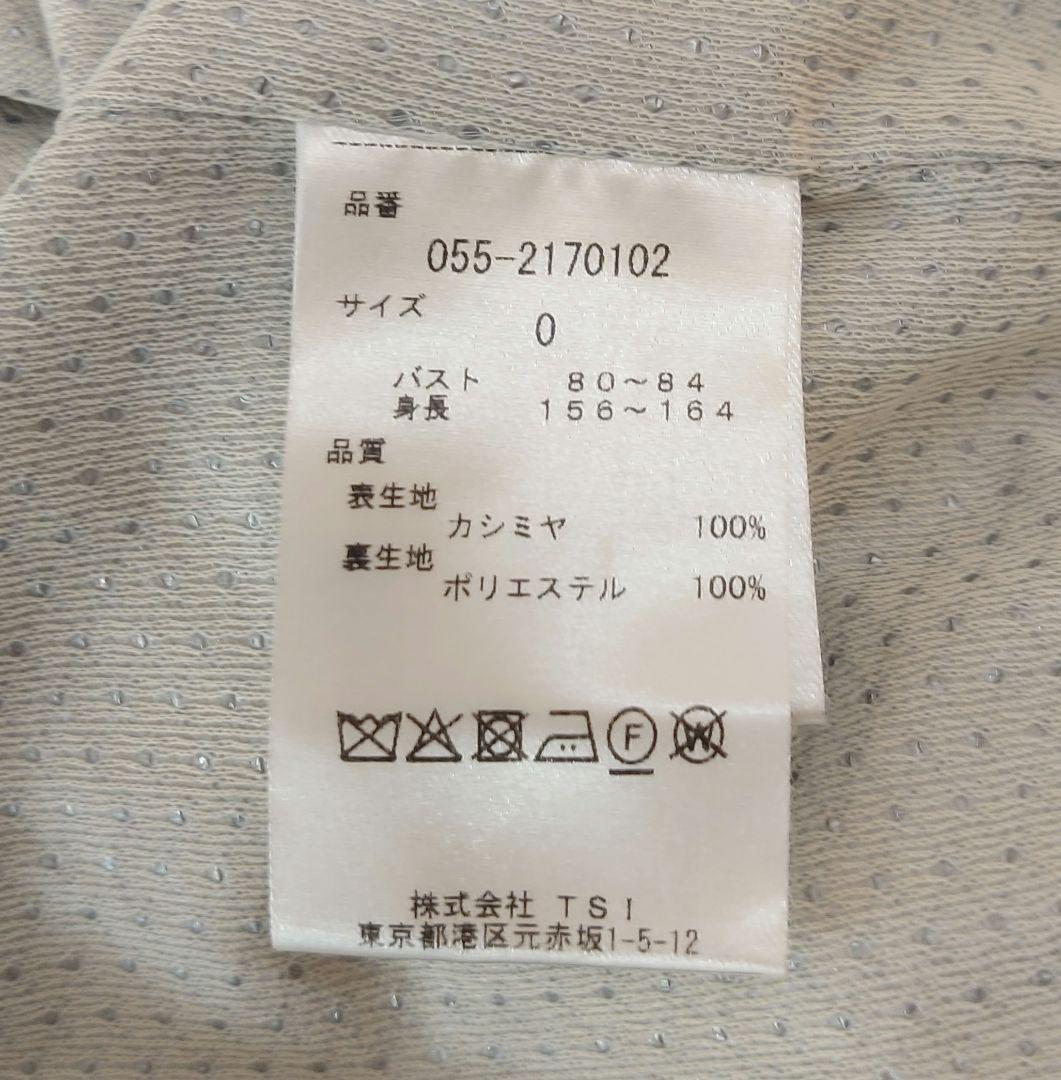 品番
055-2170102
サイズ
0
バスト 80~84
身長 156~164
品質
表生地
カシミヤ 100%
裏生地
ポリエステル 100%
F W
株式会社 TSI
東京都港区元赤坂1-5-12